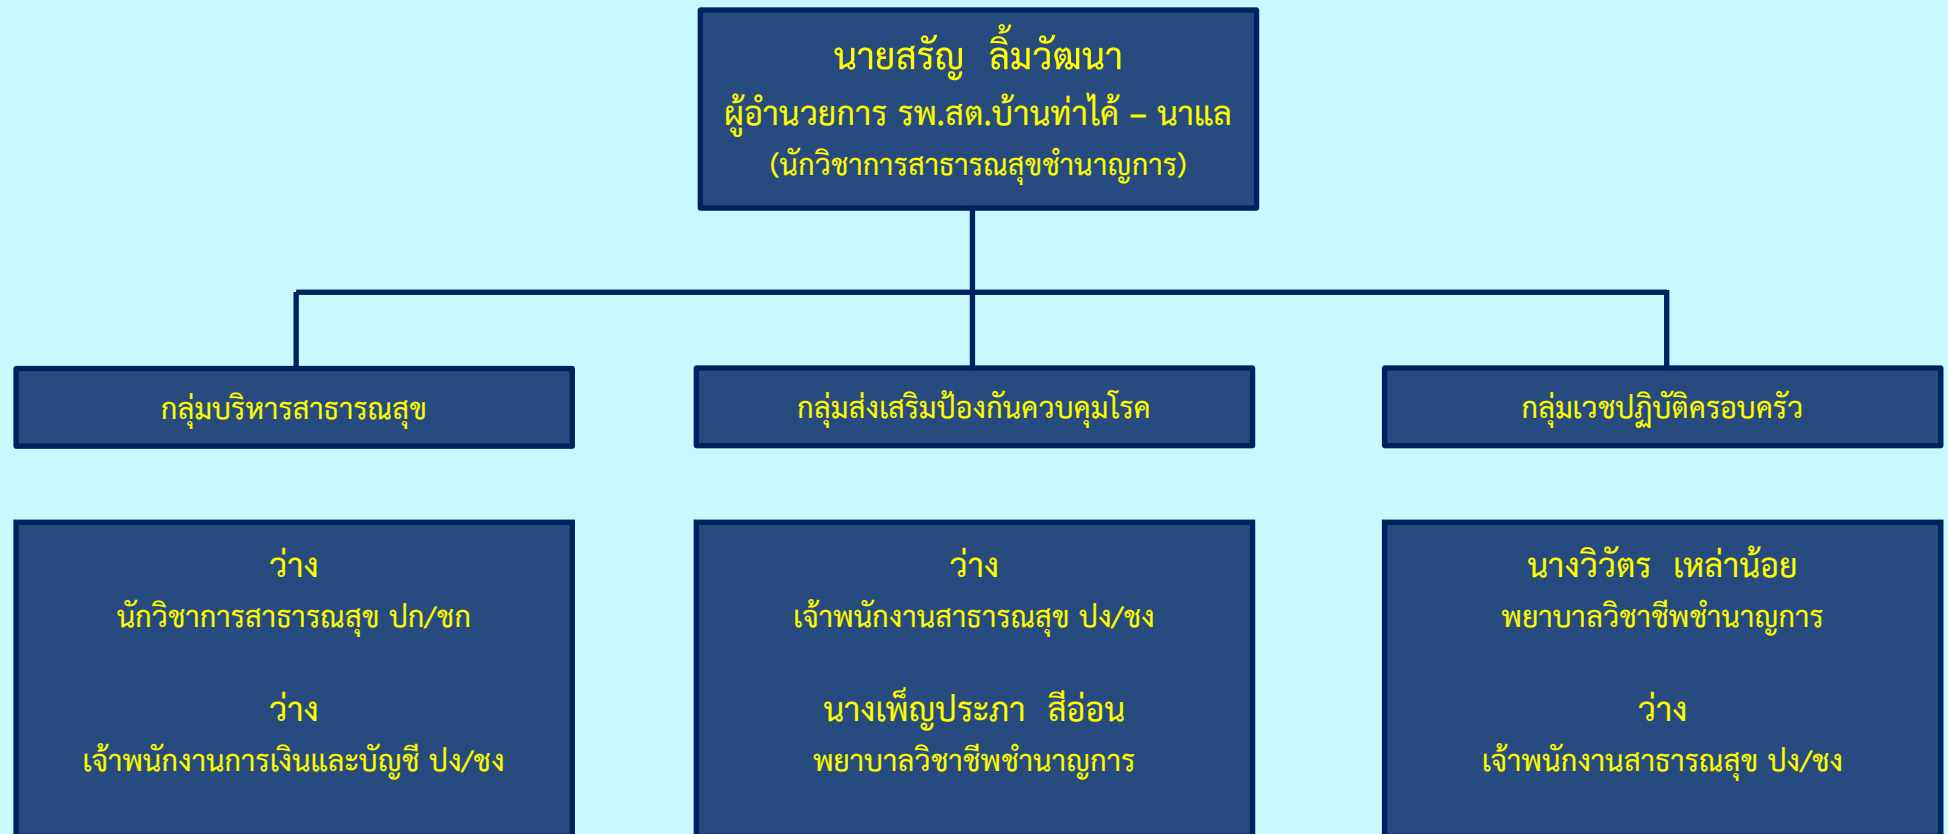 นายสรัญ ลิ้มวัฒนา
ผู้อำนวยการ รพ.สต.บ้านท่าไค้ – นาแล
(นักวิชาการสาธารณสุขชำนาญการ)
กลุ่มบริหารสาธารณสุข
กลุ่มส่งเสริมป้องกันควบคุมโรค
กลุ่มเวชปฏิบัติครอบครัว
ว่าง
นักวิชาการสาธารณสุข ปก/ชก
ว่าง
เจ้าพนักงานการเงินและบัญชี ปง/ชง
ว่าง
เจ้าพนักงานสาธารณสุข ปง/ชง
นางเพ็ญประภา สีอ่อน
พยาบาลวิชาชีพชำนาญการ
นางวิวัตร เหล่าน้อย
พยาบาลวิชาชีพชำนาญการ
ว่าง
เจ้าพนักงานสาธารณสุข ปง/ชง